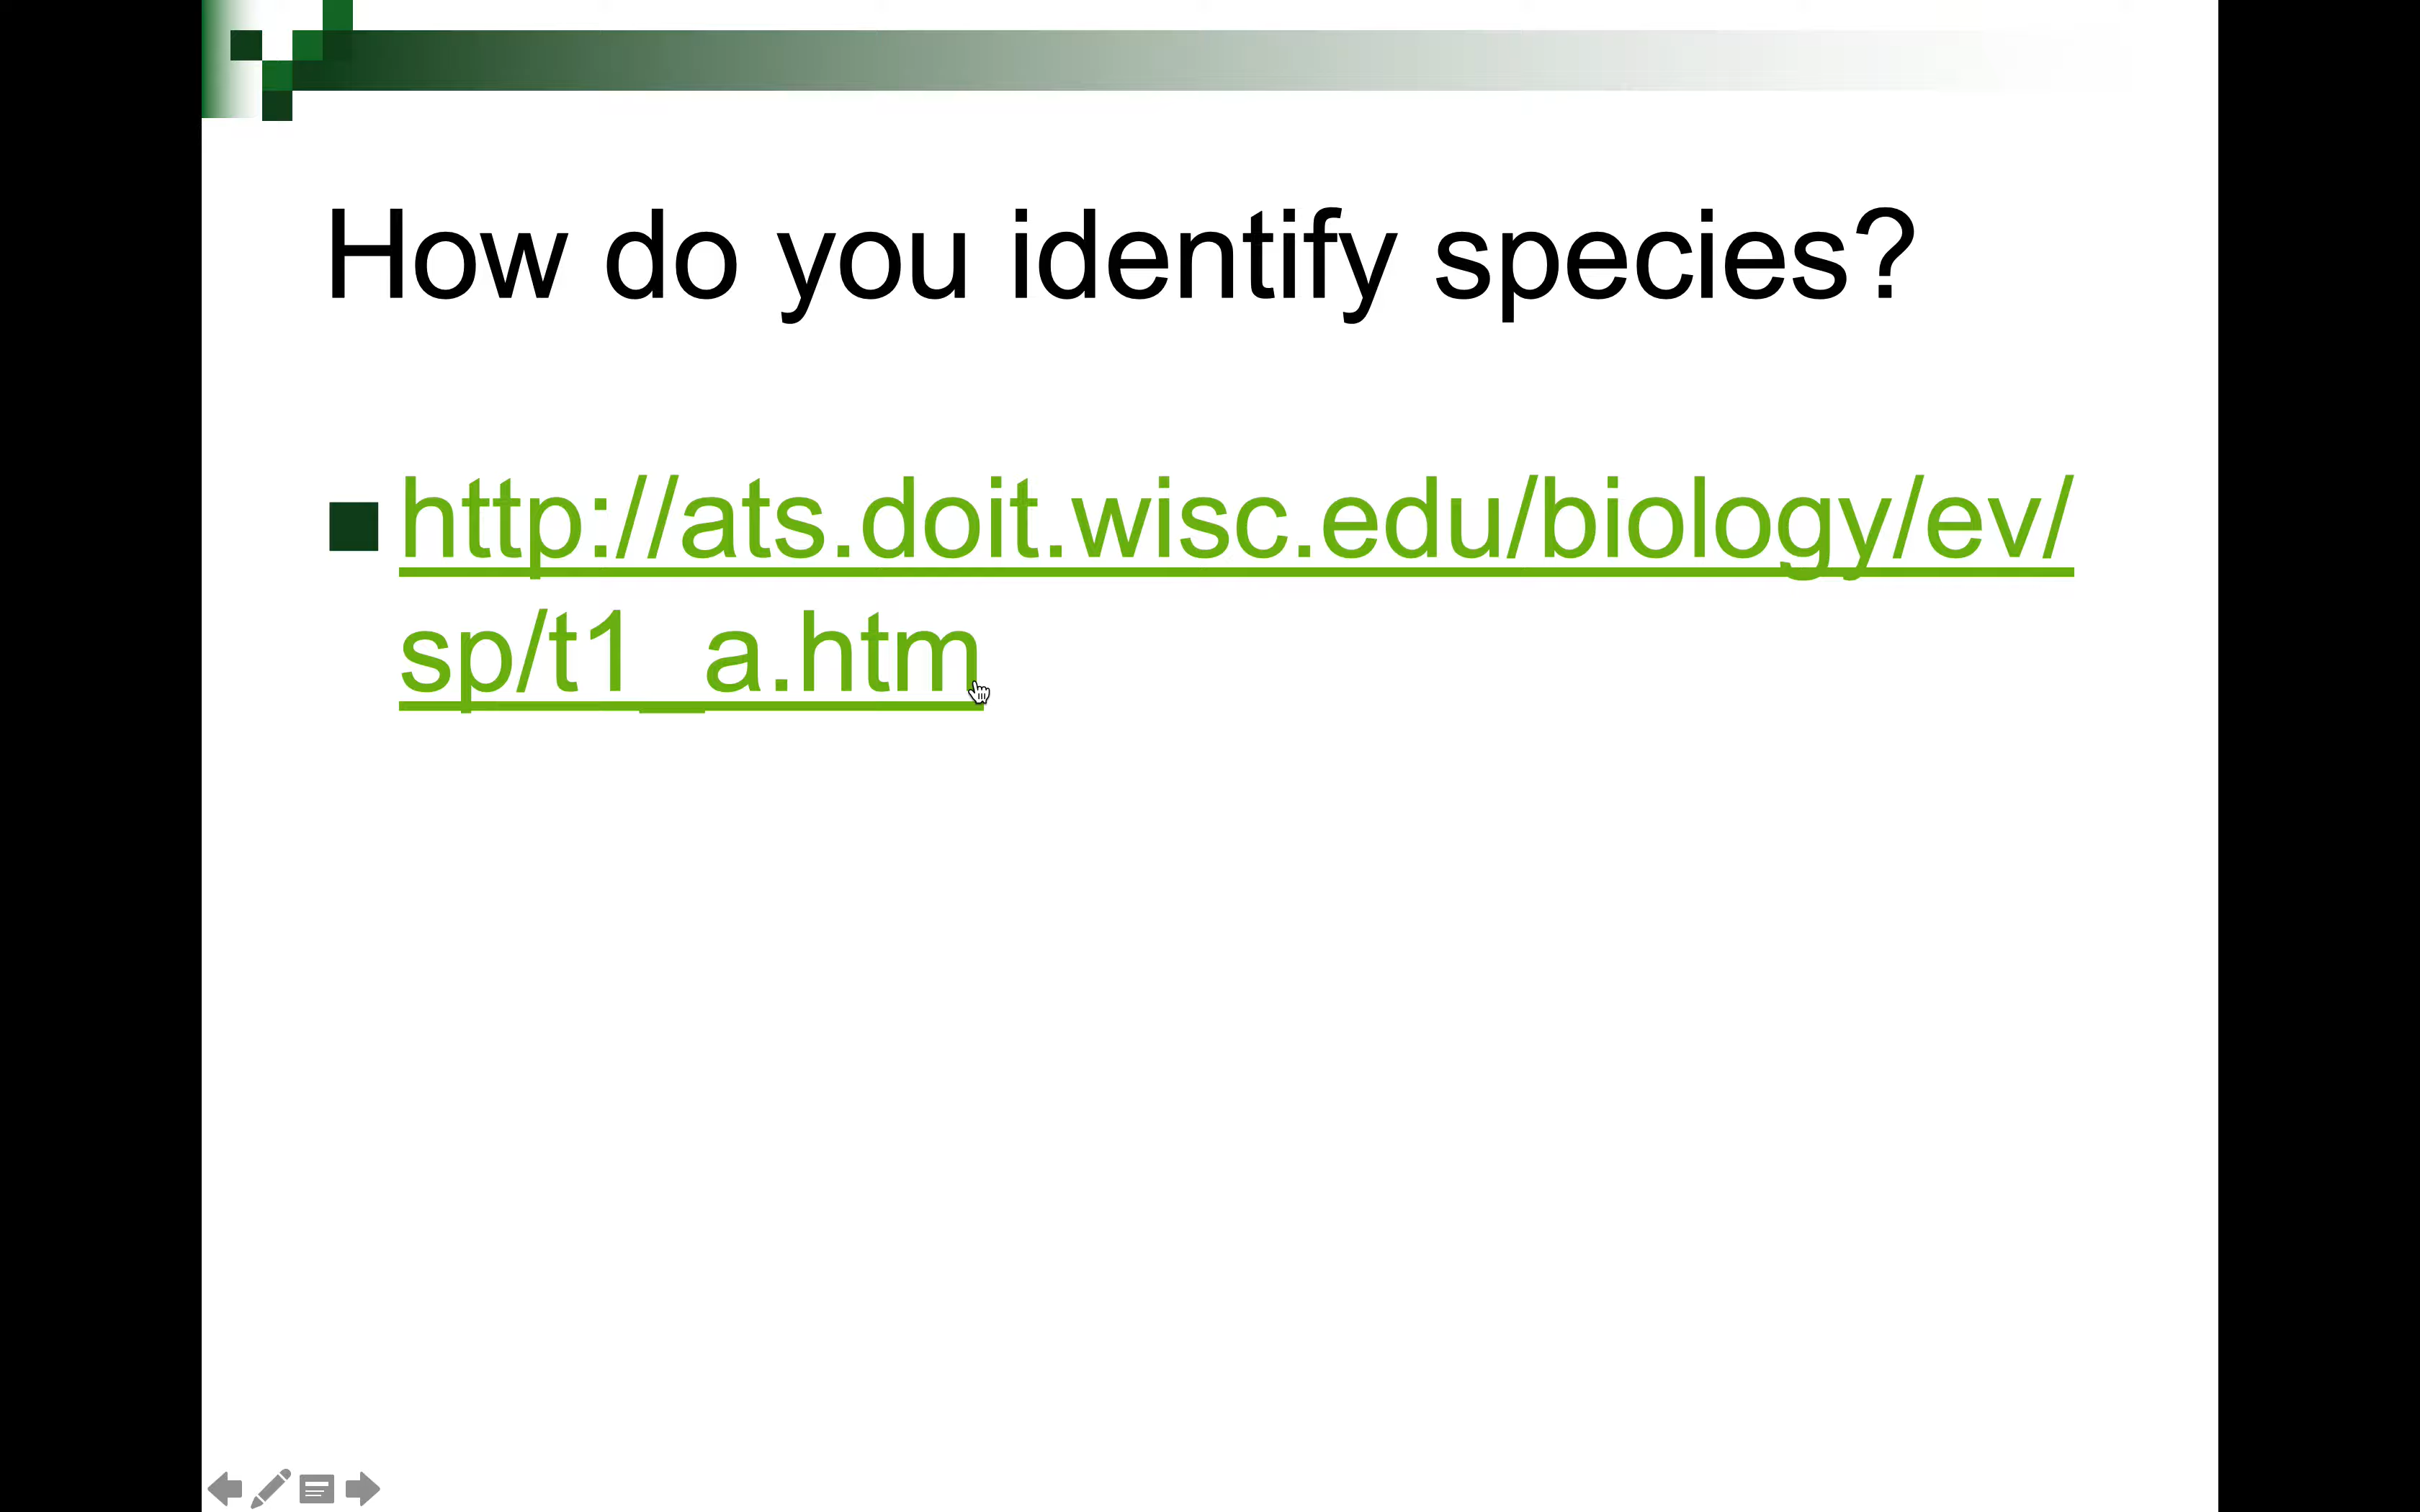 How do you identify species?
http://ats.doit.wisc.edu/biology/ev/
sp/t1_a.htm